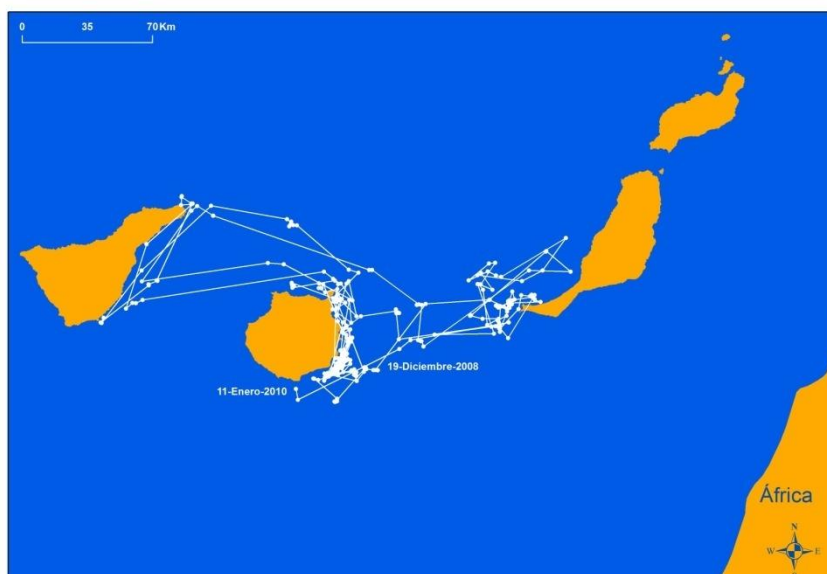 0 35 70 Km
19-Diciembre-2008
11-Enero-2010
África
N
W E